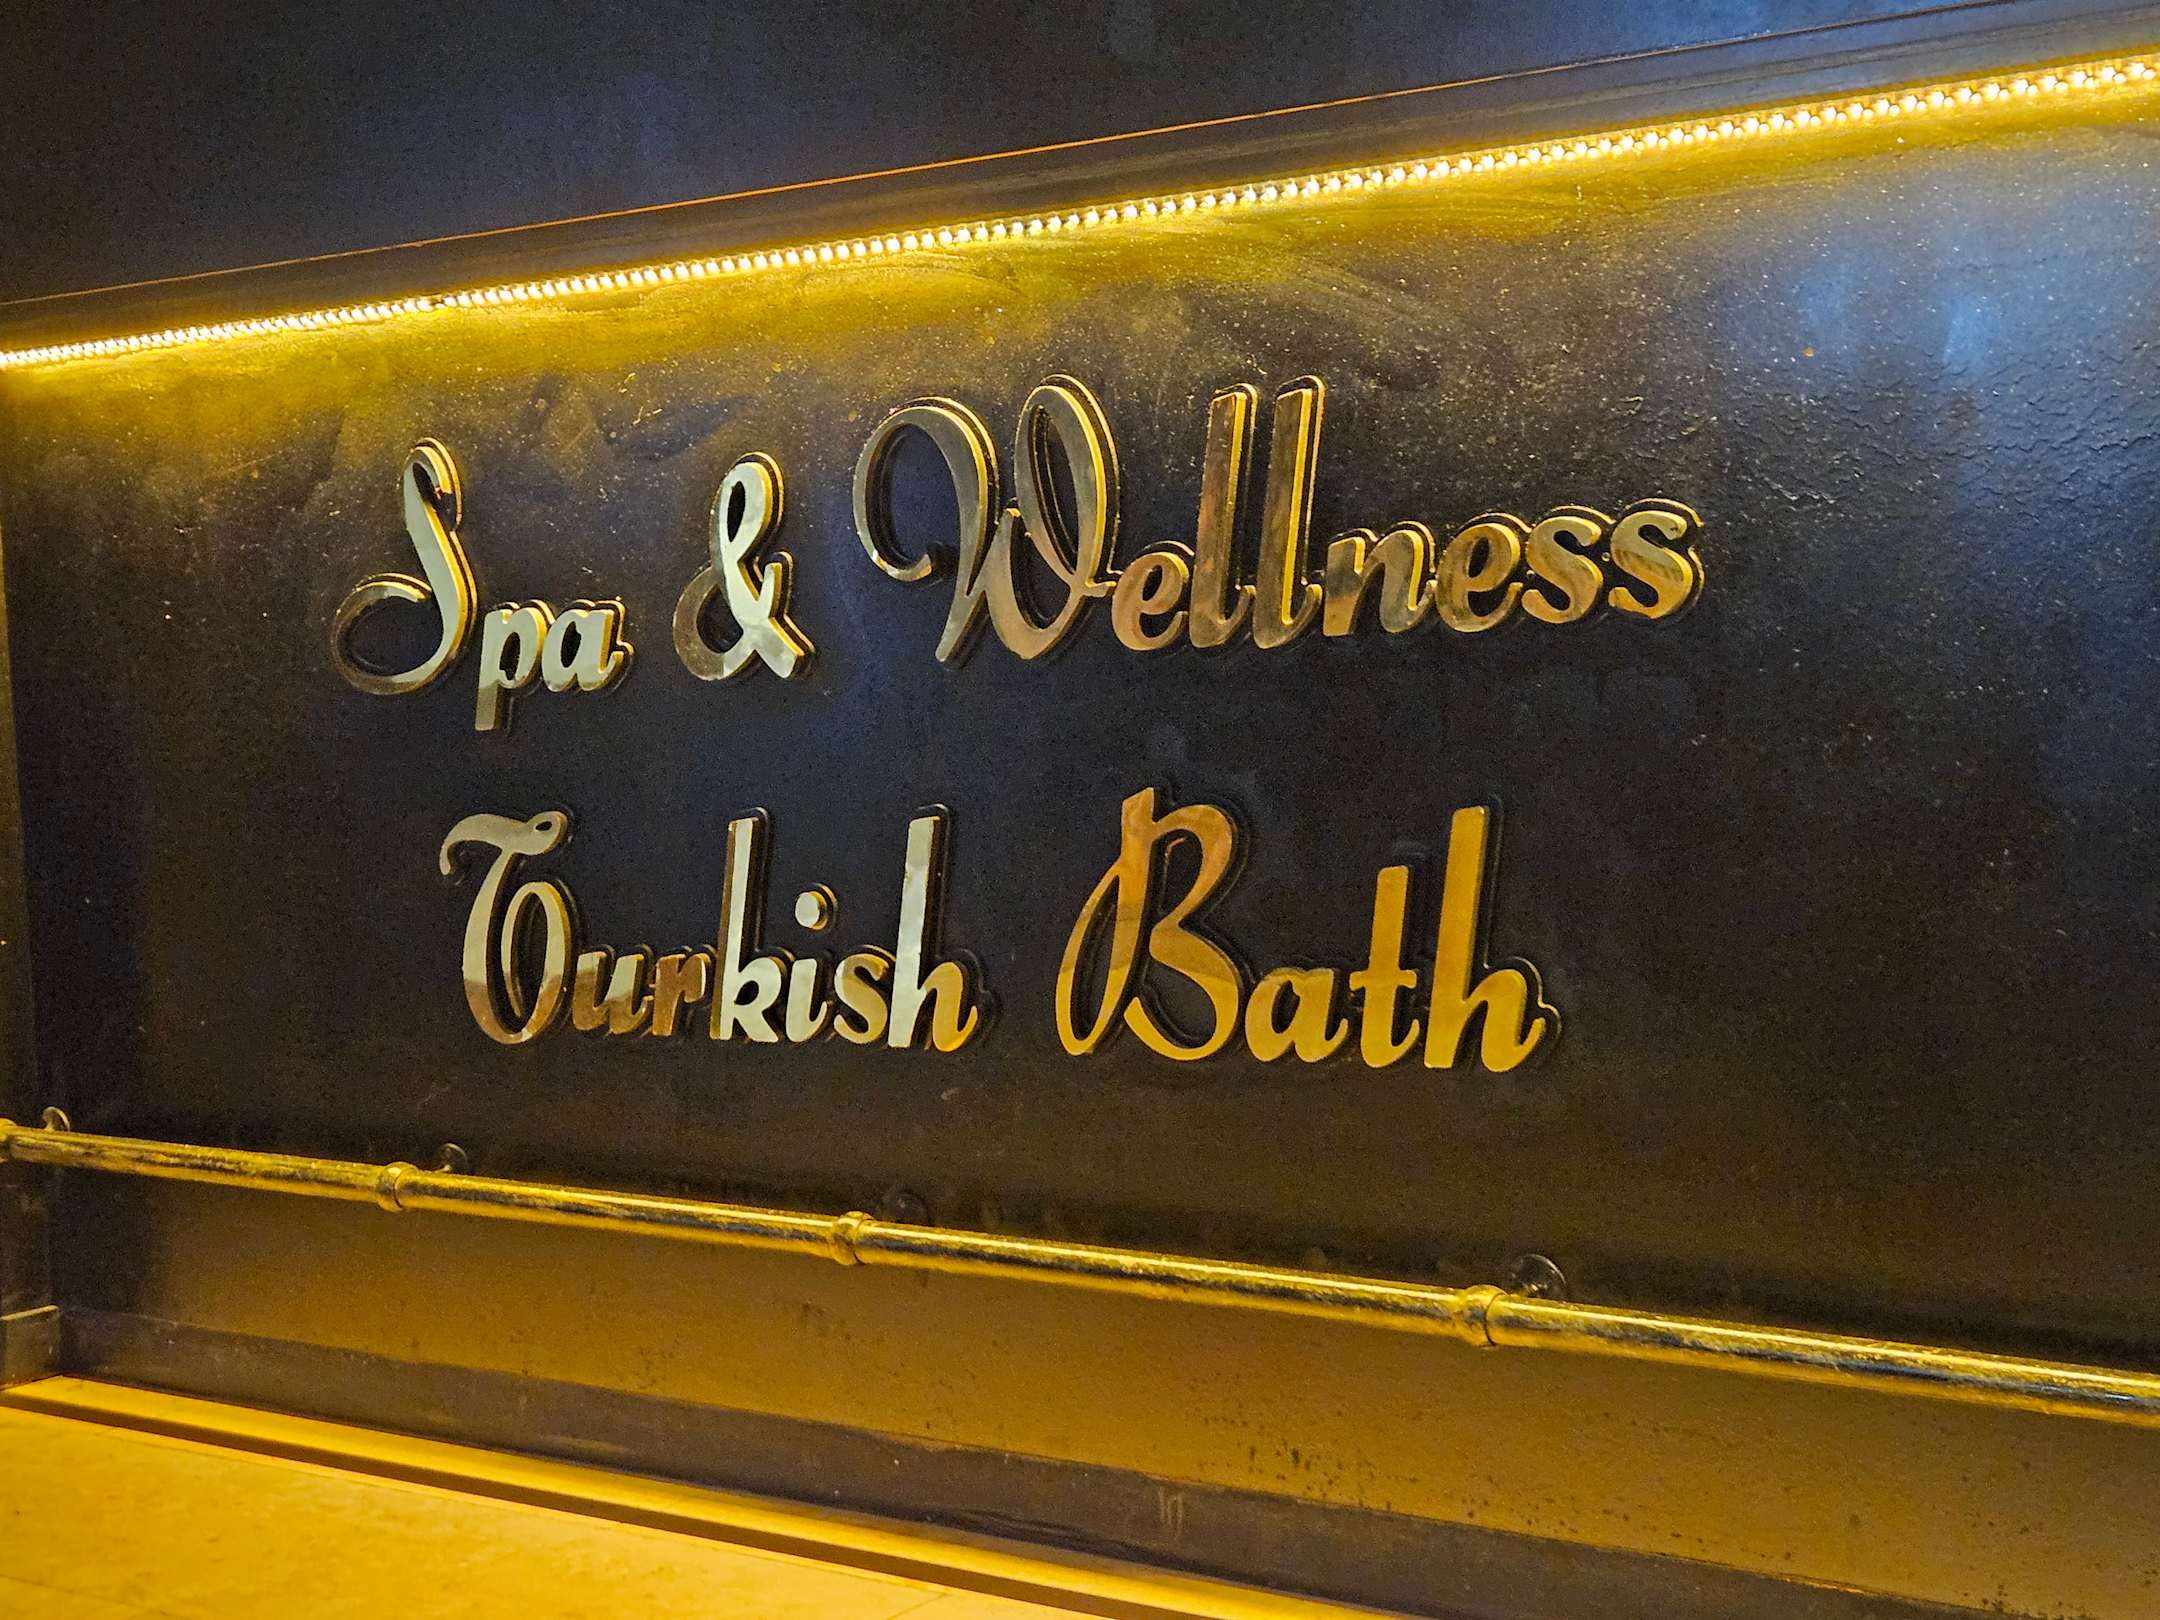 Spa & Wellness
Turkish Bath